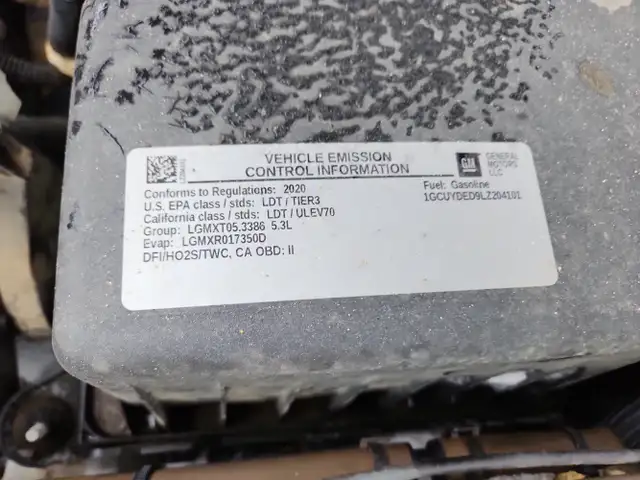 VEHICLE EMISSION
CONTROL INFORMATION
GM
GENERAL
MOTORS
LLC
Conforms to Regulations: 2020
Fuel: Gasoline
U.S. EPA class / stds: LDT / TIER3
1GCUYDED9LZ204101
California class / stds: LDT / ULEV70
Group: LGMXT05.3386 5.3L
Evap: LGMXR017350D
DFI/HO2S/TWC, CA OBD: II